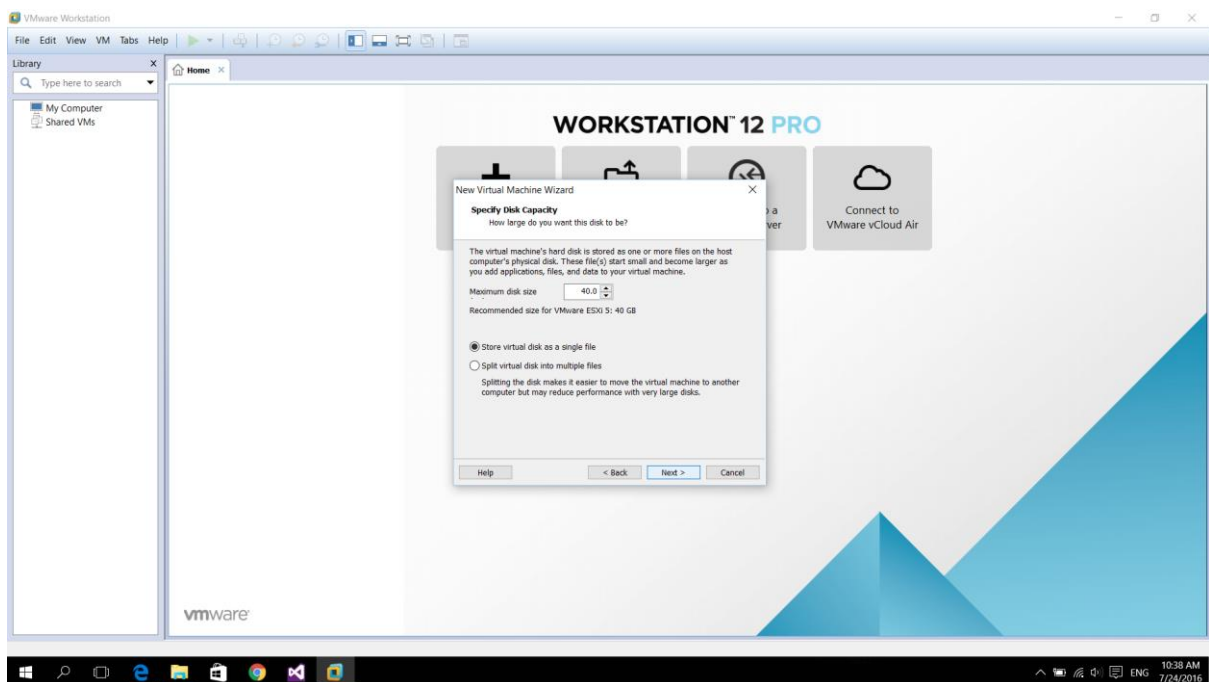 VMware Workstation
File Edit View VM Tabs Help
Library
Type here to search
My Computer
Shared VMs
Home
WORKSTATION™ 12 PRO
Connect to
VMware vCloud Air
a
ver
New Virtual Machine Wizard
Specify Disk Capacity
How large do you want this disk to be?
The virtual machine's hard disk is stored as one or more files on the host
computer's physical disk. These file(s) start small and become larger as
you add applications, files, and data to your virtual machine.
Maximum disk size 40.0
Recommended size for VMware ESXi 5: 40 GB
Store virtual disk as a single file
Split virtual disk into multiple files
Splitting the disk makes it easier to move the virtual machine to another
computer but may reduce performance with very large disks.
Help < Back Next > Cancel
vmware
ENG
10:38 AM
7/24/2016